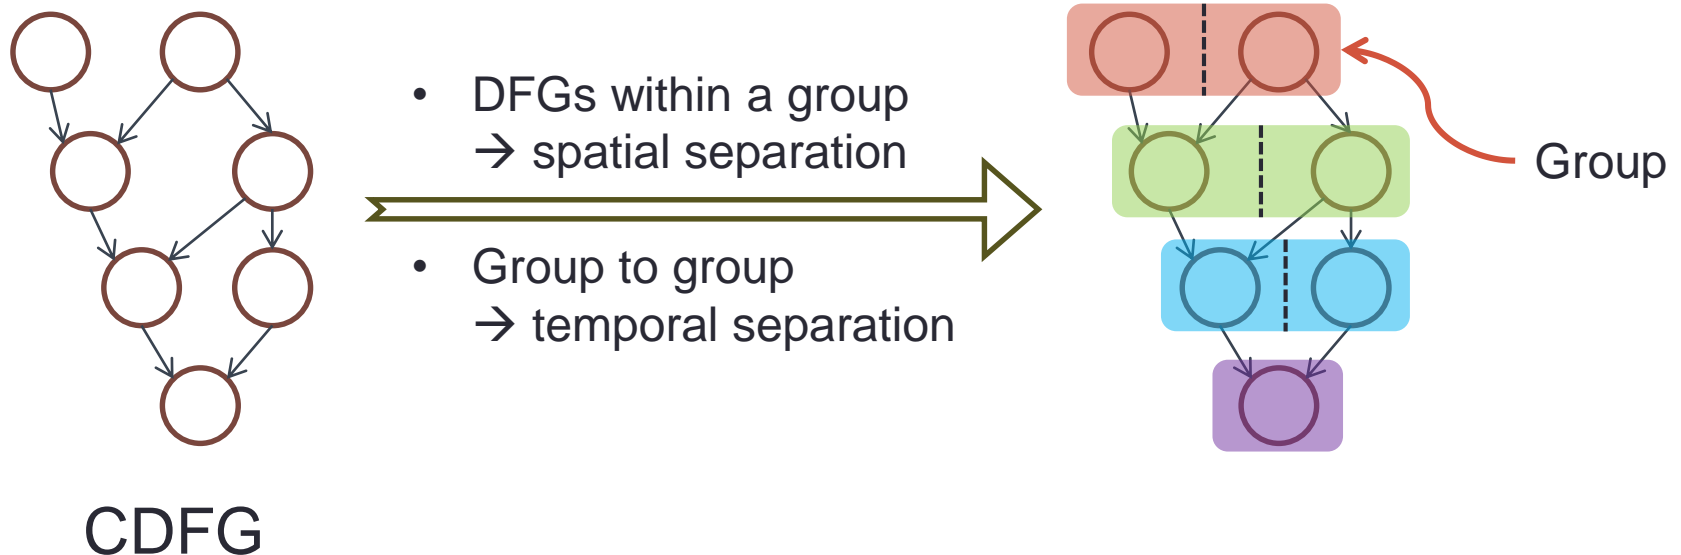 • DFGs within a group
→ spatial separation
• Group to group
→ temporal separation
Group
CDFG